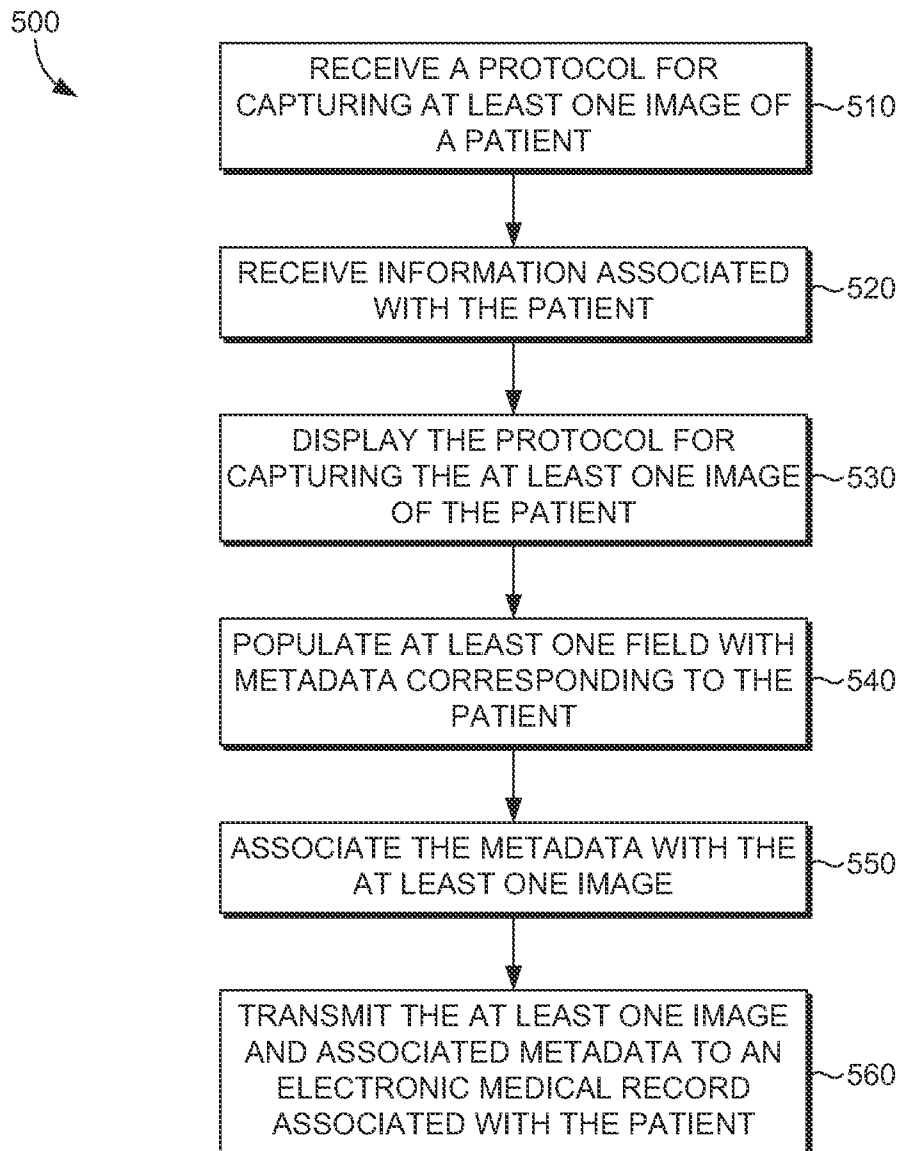 500
RECEIVE A PROTOCOL FOR
CAPTURING AT LEAST ONE IMAGE OF
A PATIENT
510
RECEIVE INFORMATION ASSOCIATED
WITH THE PATIENT
520
DISPLAY THE PROTOCOL FOR
CAPTURING THE AT LEAST ONE IMAGE
OF THE PATIENT
530
POPULATE AT LEAST ONE FIELD WITH
METADATA CORRESPONDING TO THE
PATIENT
540
ASSOCIATE THE METADATA WITH THE
AT LEAST ONE IMAGE
550
TRANSMIT THE AT LEAST ONE IMAGE
AND ASSOCIATED METADATA TO AN
ELECTRONIC MEDICAL RECORD
ASSOCIATED WITH THE PATIENT
560